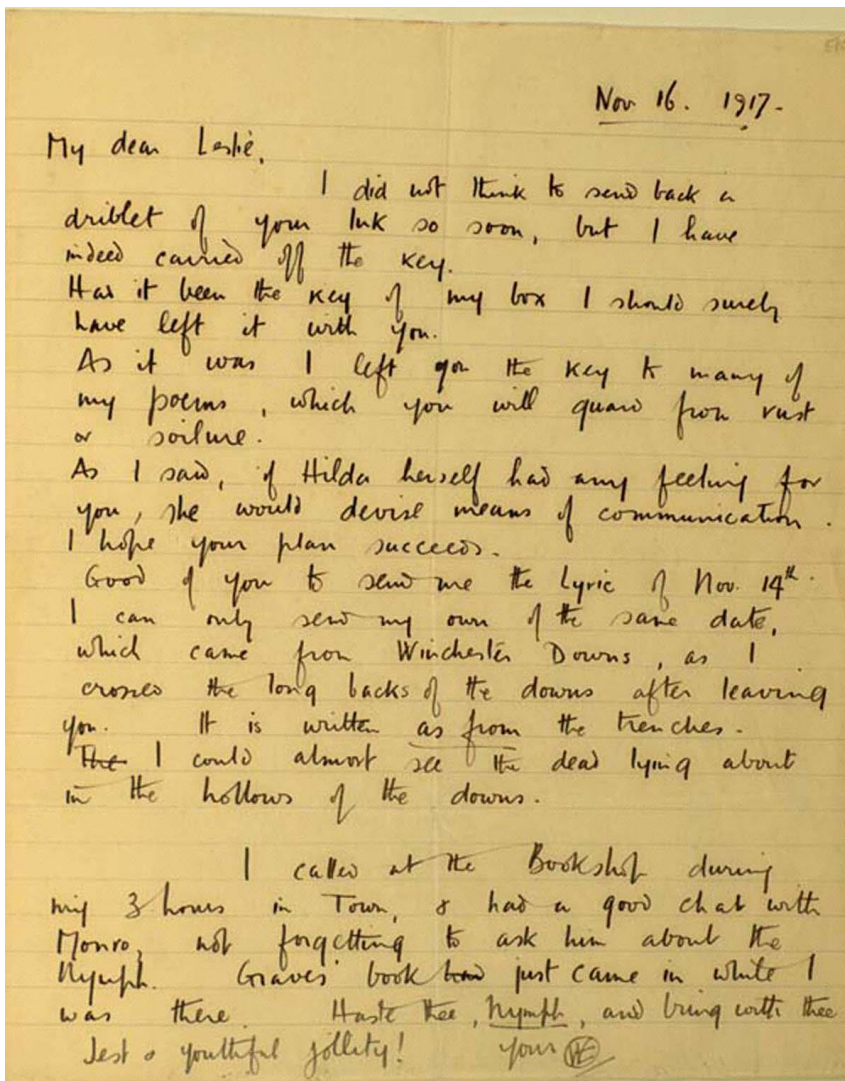 Nov 16. 1917.
My dear Leslie,
I did not think to send back a
driblet of your Ink so soon, but I have
indeed carried off the key.
Had it been the key of my box I should surely
have left it with you.
As it was I left you the key to many of
my poems, which you will guard from rust
or soilure.
As I said, if Hilda herself had any feeling for
you, she would devise means of communication.
I hope your plan succeeds.
Good of you to send me the Lyric of Nov. 14th.
I can only send my own of the same date,
which came from Winchester Downs, as I
crossed the long backs of the downs after leaving
you. It is written as from the trenches.
The I could almost see the dead lying about
in the hollows of the downs.
I called at the Bookshop during
my 3 hours in Town, & had a good chat with
Monro, not forgetting to ask him about the
Nymph. Graves' book had just came in while I
was there. Haste thee, Nymph, and bring with thee
Jest & youthful jollity! your WE